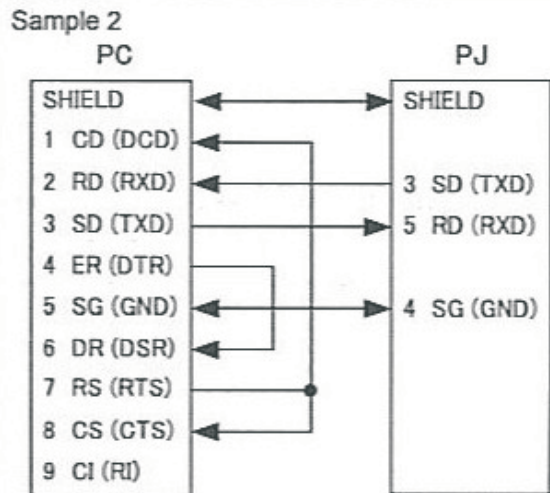 Sample 2
PC PJ
SHIELD SHIELD
1 CD (DCD)
2 RD (RXD) 3 SD (TXD)
3 SD (TXD) 5 RD (RXD)
4 ER (DTR)
5 SG (GND) 4 SG (GND)
6 DR (DSR)
7 RS (RTS)
8 CS (CTS)
9 CI (RI)